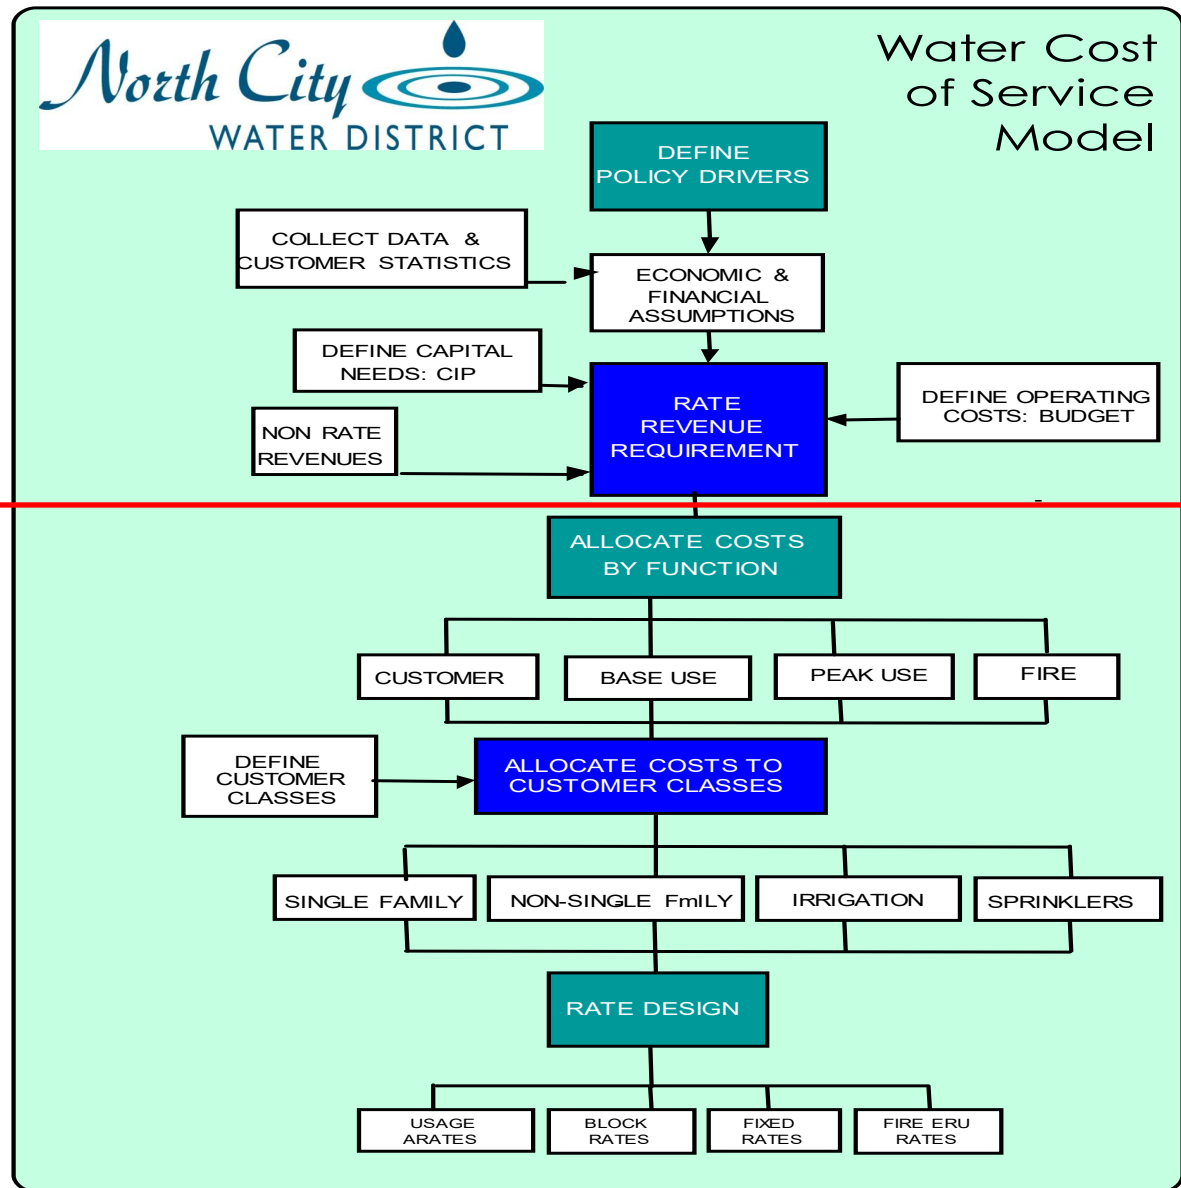 North City
WATER DISTRICT
Water Cost
of Service
Model
DEFINE
POLICY DRIVERS
COLLECT DATA &
CUSTOMER STATISTICS
ECONOMIC &
FINANCIAL
ASSUMPTIONS
DEFINE CAPITAL
NEEDS: CIP
RATE
REVENUE
REQUIREMENT
DEFINE OPERATING
COSTS: BUDGET
NON RATE
REVENUES
ALLOCATE COSTS
BY FUNCTION
CUSTOMER
BASE USE
PEAK USE
FIRE
DEFINE
CUSTOMER
CLASSES
ALLOCATE COSTS TO
CUSTOMER CLASSES
SINGLE FAMILY
NON-SINGLE FmILY
IRRIGATION
SPRINKLERS
RATE DESIGN
USAGE
ARATES
BLOCK
RATES
FIXED
RATES
FIRE ERU
RATES